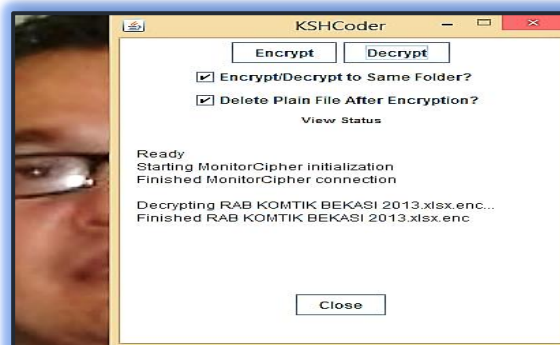 KSHCoder
Encrypt Decrypt
Encrypt/Decrypt to Same Folder?
Delete Plain File After Encryption?
View Status
Ready
Starting MonitorCipher initialization
Finished MonitorCipher connection
Decrypting RAB KOMTIK BEKASI 2013.xlsx.enc...
Finished RAB KOMTIK BEKASI 2013.xlsx.enc
Close